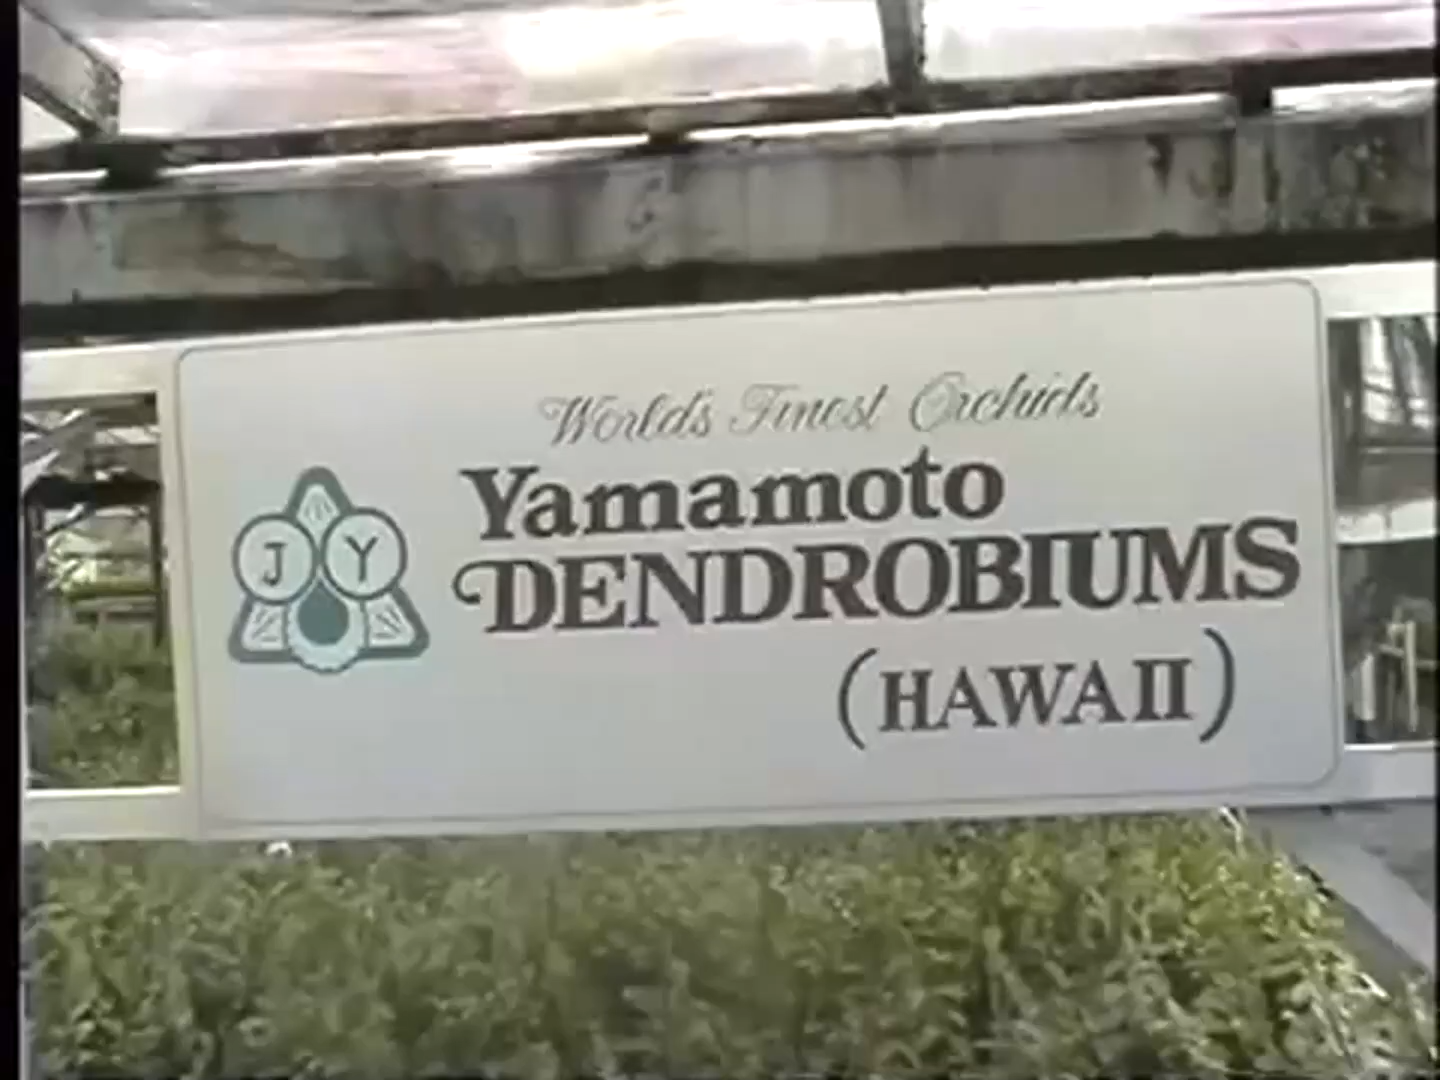 World's Finest Orchids
Yamamoto
J Y
DENDROBIUMS
(HAWAII)